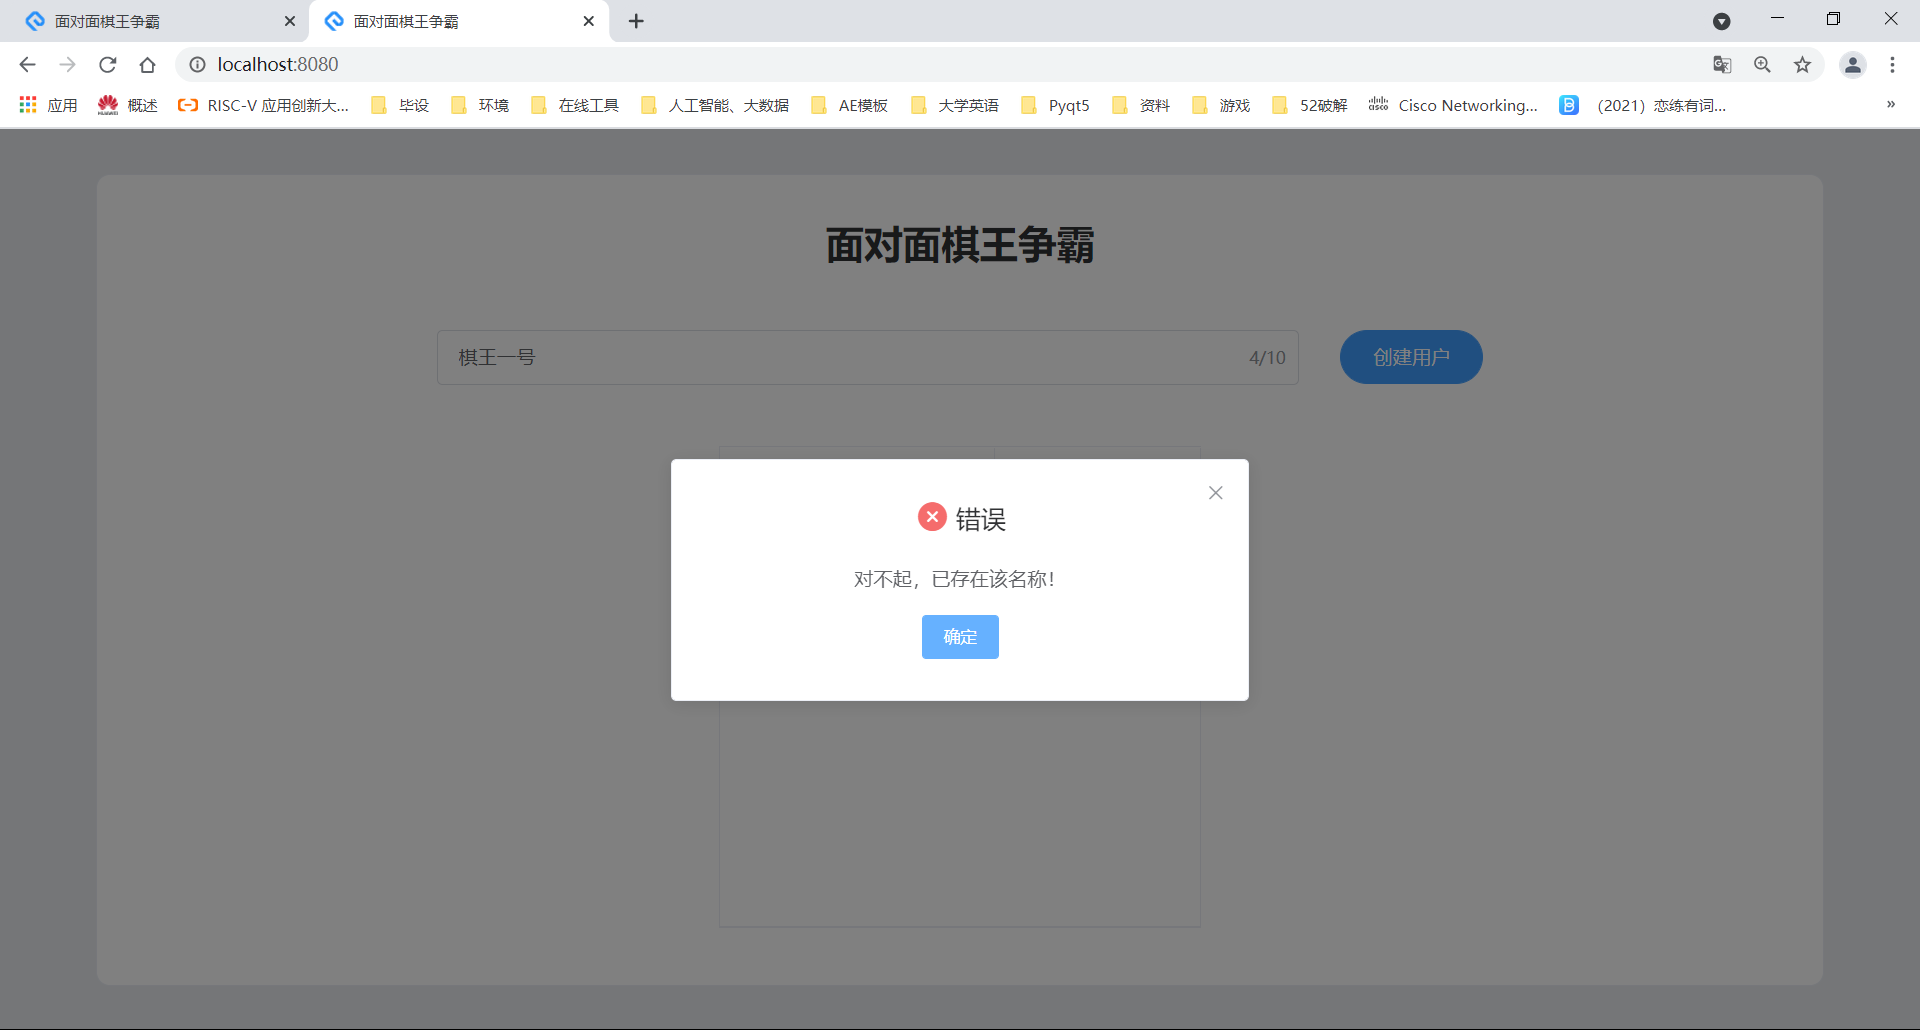 面对面棋王争霸
面对面棋王争霸
localhost:8080
应用 HUAWEI 概述 RISC-V 应用创新大... 毕设 环境 在线工具 人工智能、大数据 AE模板 大学英语 Pyqt5 资料 游戏 52破解 cisco Cisco Networking... (2021) 恋练有词... »
面对面棋王争霸
棋王一号 4/10 创建用户
错误
对不起，已存在该名称！
确定